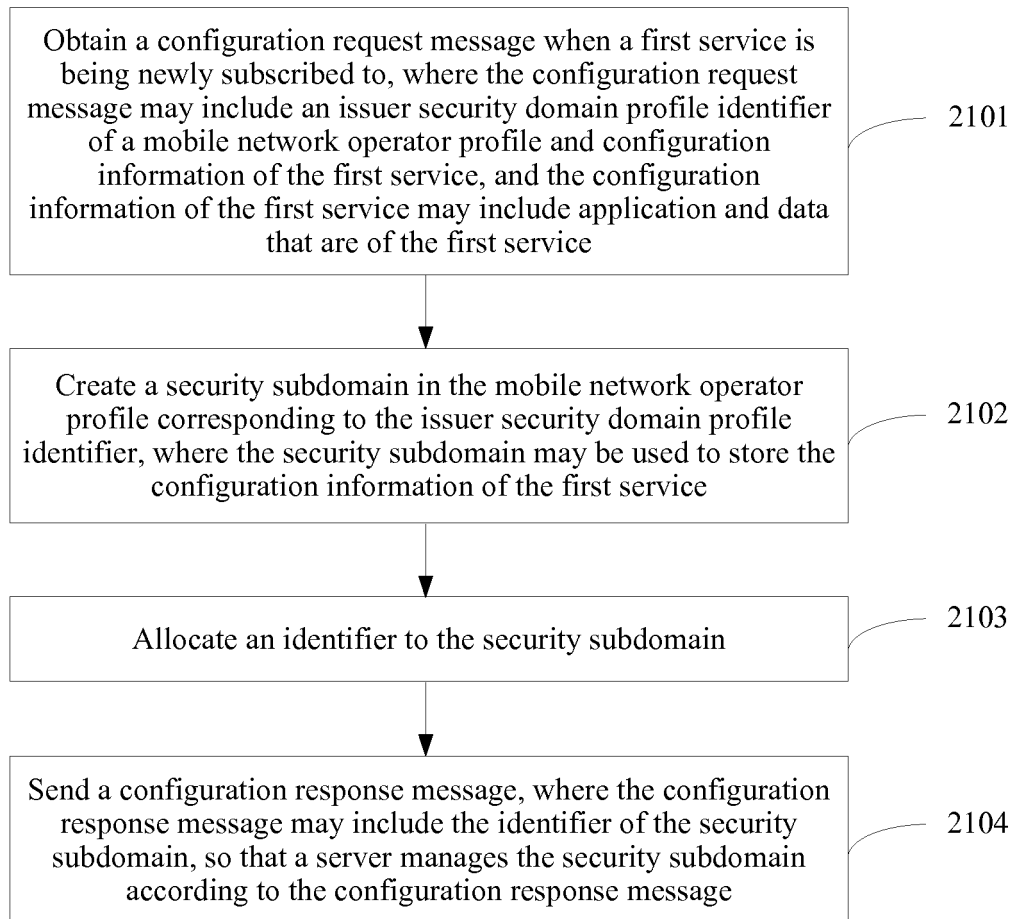 Obtain a configuration request message when a first service is
being newly subscribed to, where the configuration request
message may include an issuer security domain profile identifier
of a mobile network operator profile and configuration
information of the first service, and the configuration
information of the first service may include application and data
that are of the first service
2101
Create a security subdomain in the mobile network operator
profile corresponding to the issuer security domain profile
identifier, where the security subdomain may be used to store the
configuration information of the first service
2102
Allocate an identifier to the security subdomain
2103
Send a configuration response message, where the configuration
response message may include the identifier of the security
subdomain, so that a server manages the security subdomain
according to the configuration response message
2104